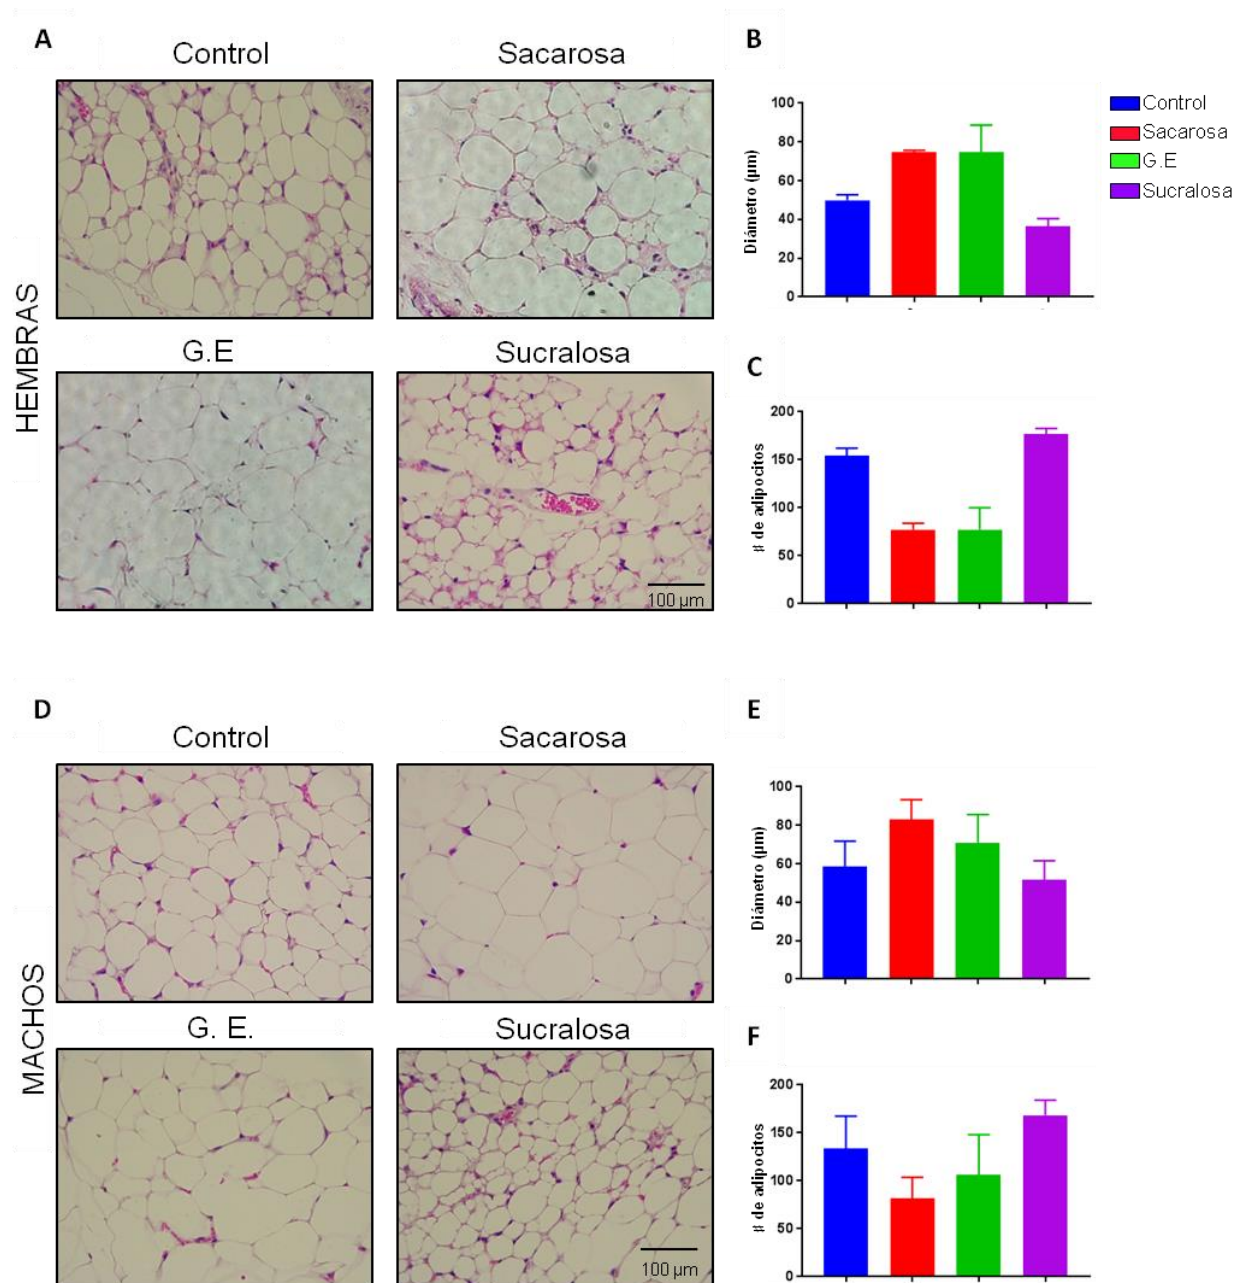 A
Control
Sacarosa
HEMBRAS
G.E
Sucralosa
100 µm
B
100
80
60
40
20
0
Diámetro (µm)
Control
Sacarosa
G.E
Sucralosa
C
200
150
100
50
0
# de adipocitos
D
Control
Sacarosa
MACHOS
G. E.
Sucralosa
100 µm
E
100
80
60
40
20
0
Diámetro (µm)
F
200
150
100
50
0
# de adipocitos